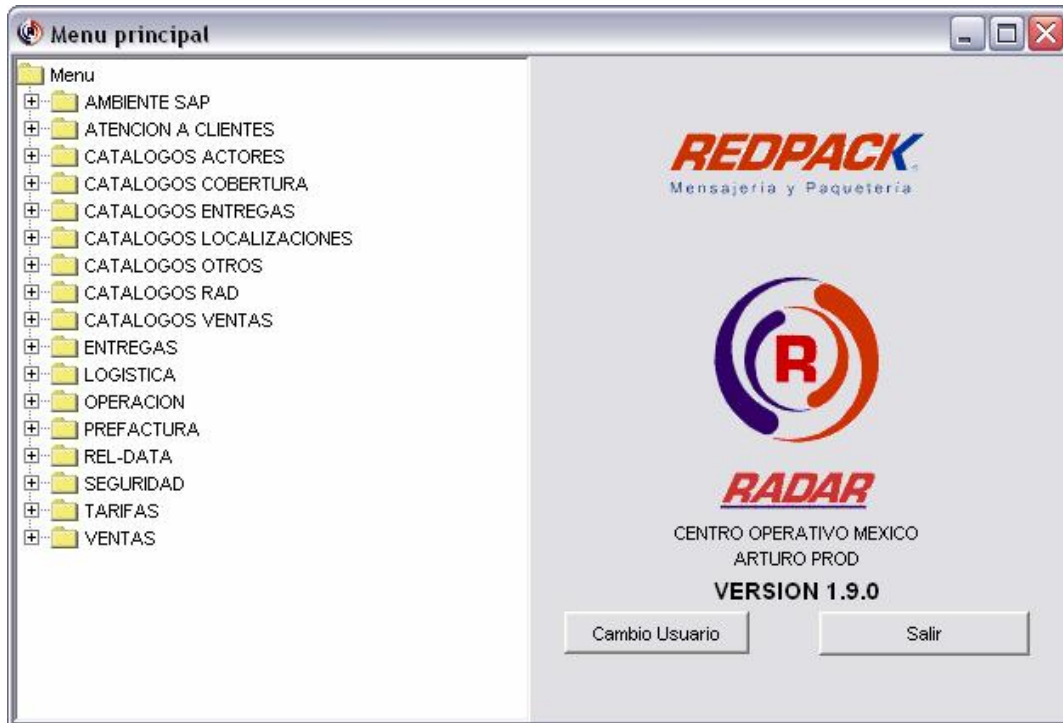 Menu principal
Menu
AMBIENTE SAP
ATENCION A CLIENTES
CATALOGOS ACTORES
CATALOGOS COBERTURA
CATALOGOS ENTREGAS
CATALOGOS LOCALIZACIONES
CATALOGOS OTROS
CATALOGOS RAD
CATALOGOS VENTAS
ENTREGAS
LOGISTICA
OPERACION
PREFACTURA
REL-DATA
SEGURIDAD
TARIFAS
VENTAS
REDPACK
Mensajería y Paquetería
R
RADAR
CENTRO OPERATIVO MEXICO
ARTURO PROD
VERSION 1.9.0
Cambio Usuario
Salir